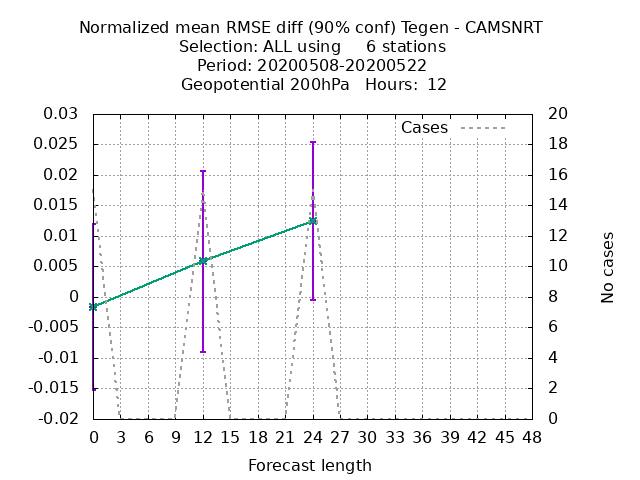 Normalized mean RMSE diff (90% conf) Tegen - CAMSNRT
Selection: ALL using     6 stations
Period: 20200508-20200522
Geopotential 200hPa   Hours:  12
Cases
0.03
0.025
0.02
0.015
0.01
0.005
0
-0.005
-0.01
-0.015
-0.02
20
18
16
14
12
10
8
6
4
2
0
No cases
0 3 6 9 12 15 18 21 24 27 30 33 36 39 42 45 48
Forecast length